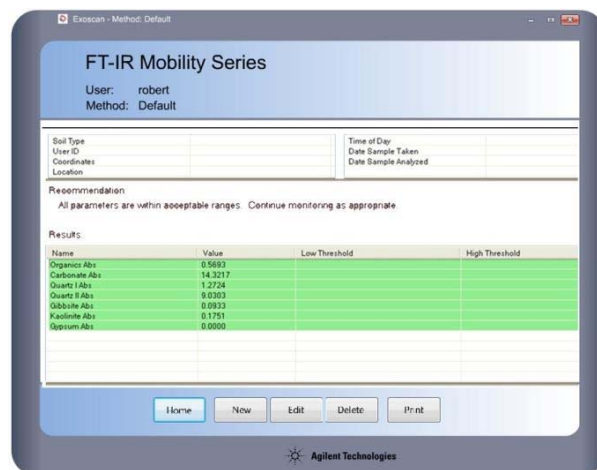 Exoscan - Method: Default
FT-IR Mobility Series
User: robert
Method: Default
Soil Type
User ID
Coordinates
Location
Time of Day
Date Sample Taken
Date Sample Analyzed
Recommendation
All parameters are within acceptable ranges. Continue monitoring as appropriate
Results:
Name Value Low Threshold High Threshold
Organics Abs 0.5693
Carbonate Abs 14.3217
Quartz I Abs 1.2724
Quartz II Abs 9.0303
Gibbsite Abs 0.0933
Kaolinite Abs 0.1751
Gypsum Abs 0.0000
Home New Edit Delete Print
Agilent Technologies